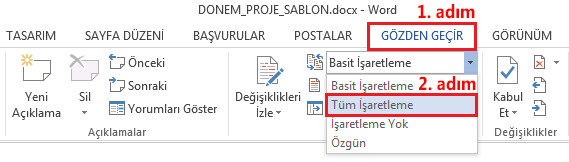 DONEM_PROJE_SABLON.docx - Word
1. adım
TASARIM SAYFA DÜZENİ BAŞVURULAR POSTALAR GÖZDEN GEÇİR GÖRÜNÜM
Yeni Açıklama
Sil
Önceki
Sonraki
Yorumları Göster
Açıklamalar
Değişiklikleri İzle
Basit İşaretleme
2. adım
Basit İşaretleme
Tüm İşaretleme
İşaretleme Yok
Özgün
Kabul Et
Değişiklikler